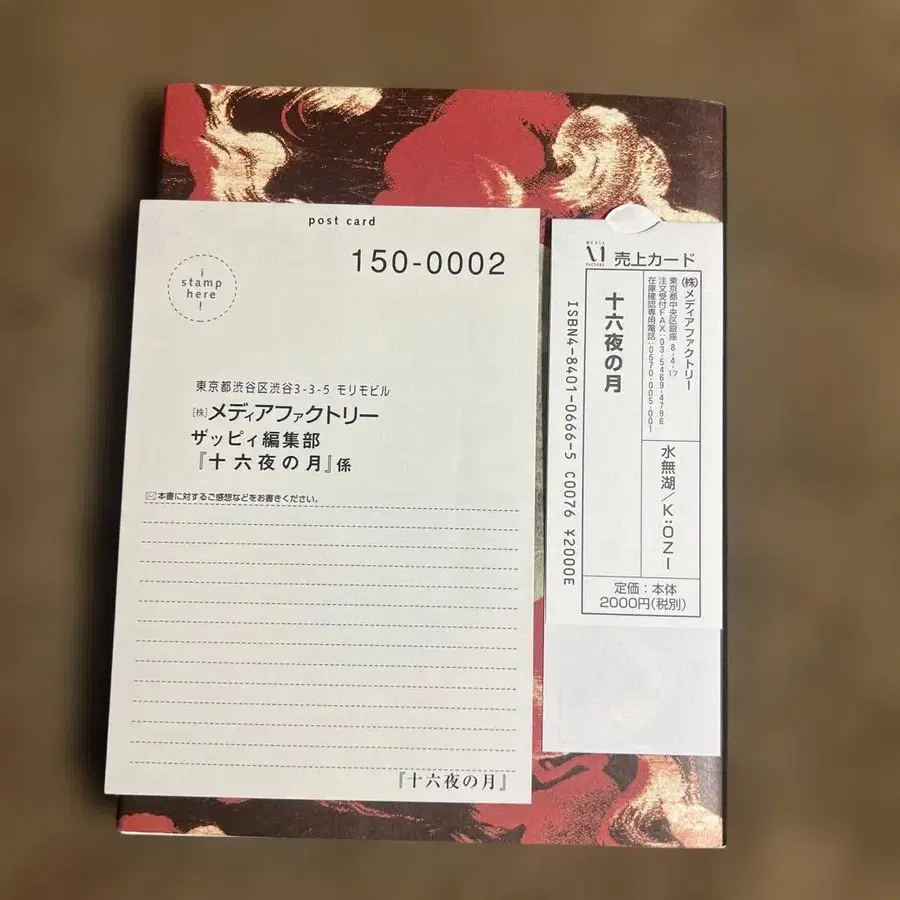 post card
150-0002
i
stamp
here
!
東京都渋谷区渋谷3-3-5 モリモビル
[株]メディアファクトリー
ザッピィ編集部
『十六夜の月』係
本書に対するご感想などをお書きください。
『十六夜の月』
MEDIA
FACTORY
売上カード
(株)メディアファクトリー
東京都中央区銀座8-4-17
注文受付FAX:03-5469-4796
在庫確認専用電話:0570-005-001
十六夜の月
水無湖/K:ÖZI
定価:本体
2000円(税別)
ISBN4-8401-0666-5 C0076 ¥2000E